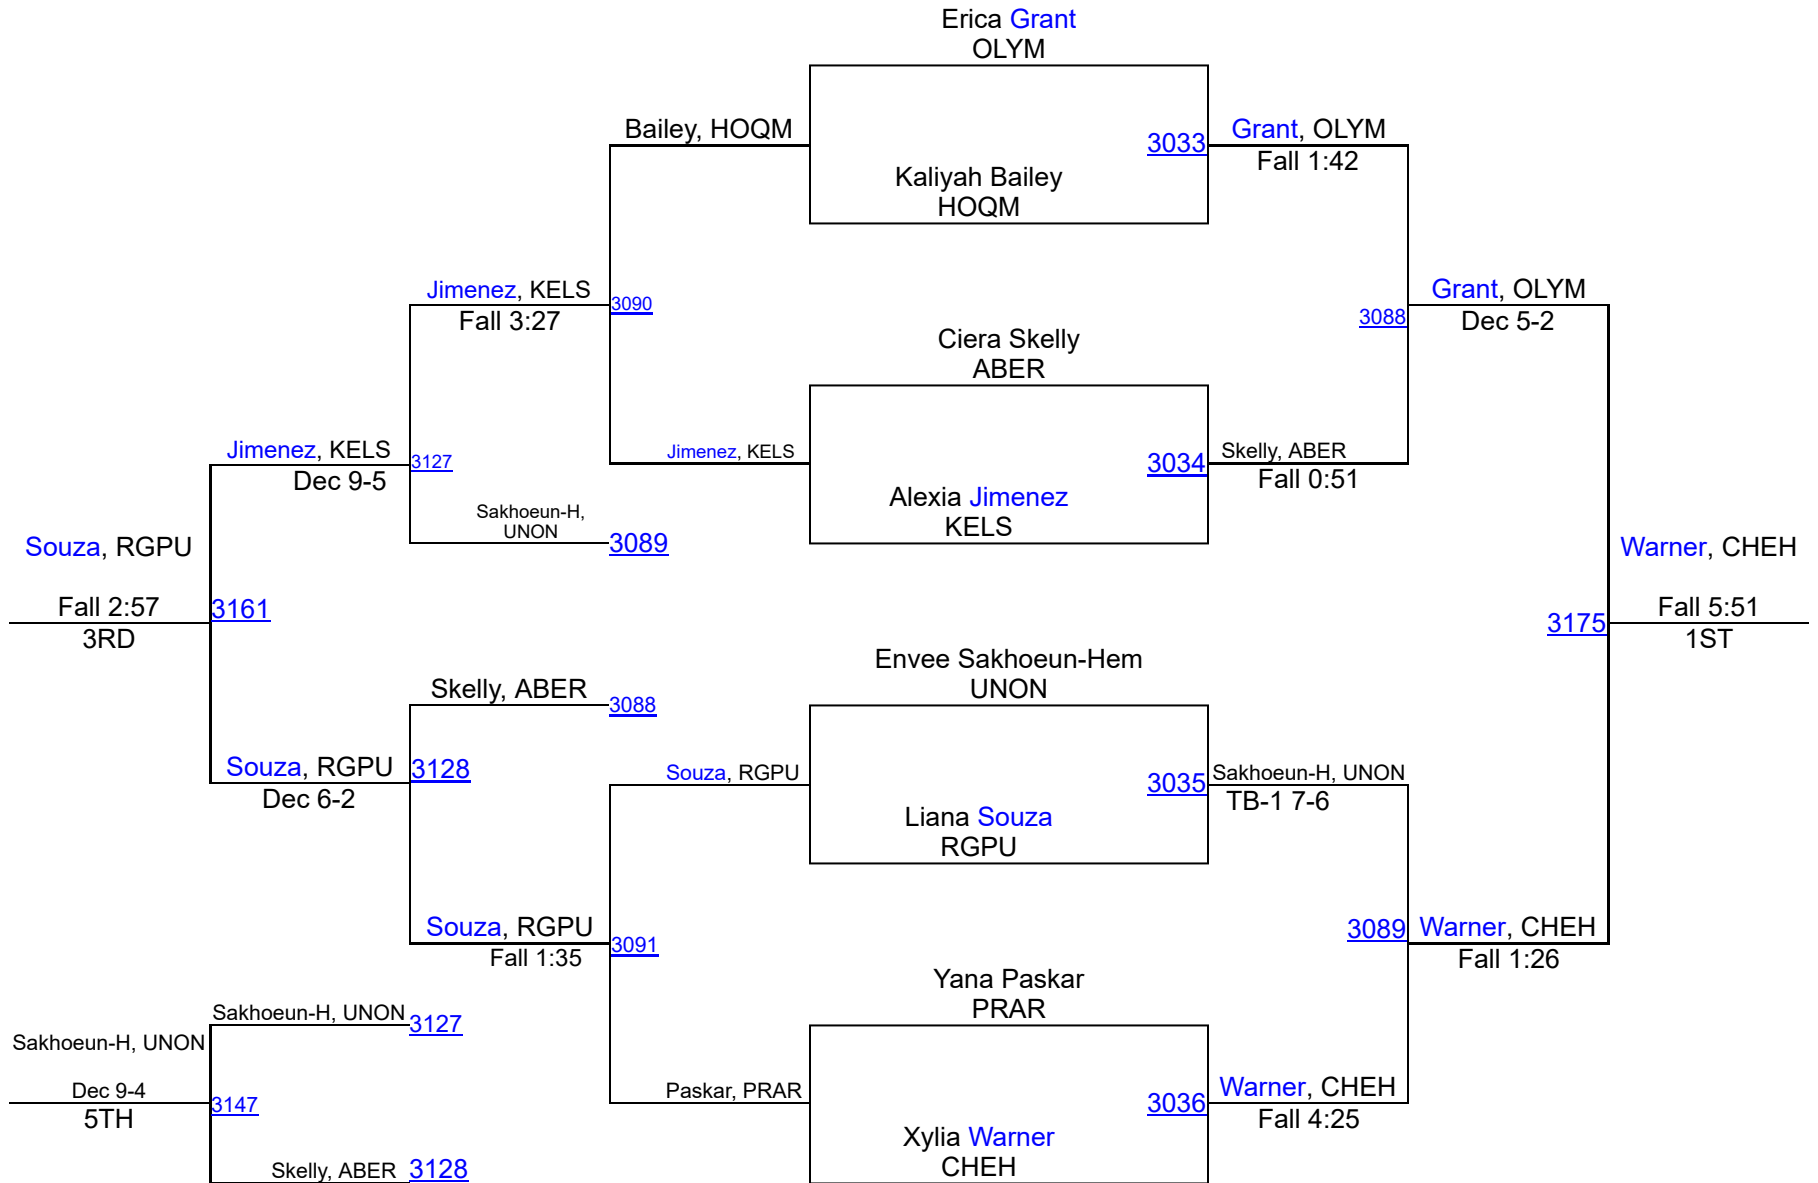 Erica Grant
OLYM
Bailey, HOQM
3033
Grant, OLYM
Fall 1:42
Kaliyah Bailey
HOQM
Jimenez, KELS
Fall 3:27
3090
Grant, OLYM
Dec 5-2
3088
Ciera Skelly
ABER
Jimenez, KELS
Dec 9-5
3127
Jimenez, KELS
3034
Skelly, ABER
Fall 0:51
Alexia Jimenez
KELS
Sakhoeun-H,
UNON
3089
Souza, RGPU
Fall 2:57
3RD
3161
Warner, CHEH
Fall 5:51
1ST
3175
Envee Sakhoeun-Hem
UNON
Skelly, ABER
3088
Souza, RGPU
Dec 6-2
3128
Souza, RGPU
3035
Sakhoeun-H, UNON
TB-1 7-6
Liana Souza
RGPU
Souza, RGPU
Fall 1:35
3091
3089
Warner, CHEH
Fall 1:26
Yana Paskar
PRAR
Sakhoeun-H, UNON
3127
Sakhoeun-H, UNON
Dec 9-4
5TH
3147
Paskar, PRAR
3036
Warner, CHEH
Fall 4:25
Xylia Warner
CHEH
Skelly, ABER
3128